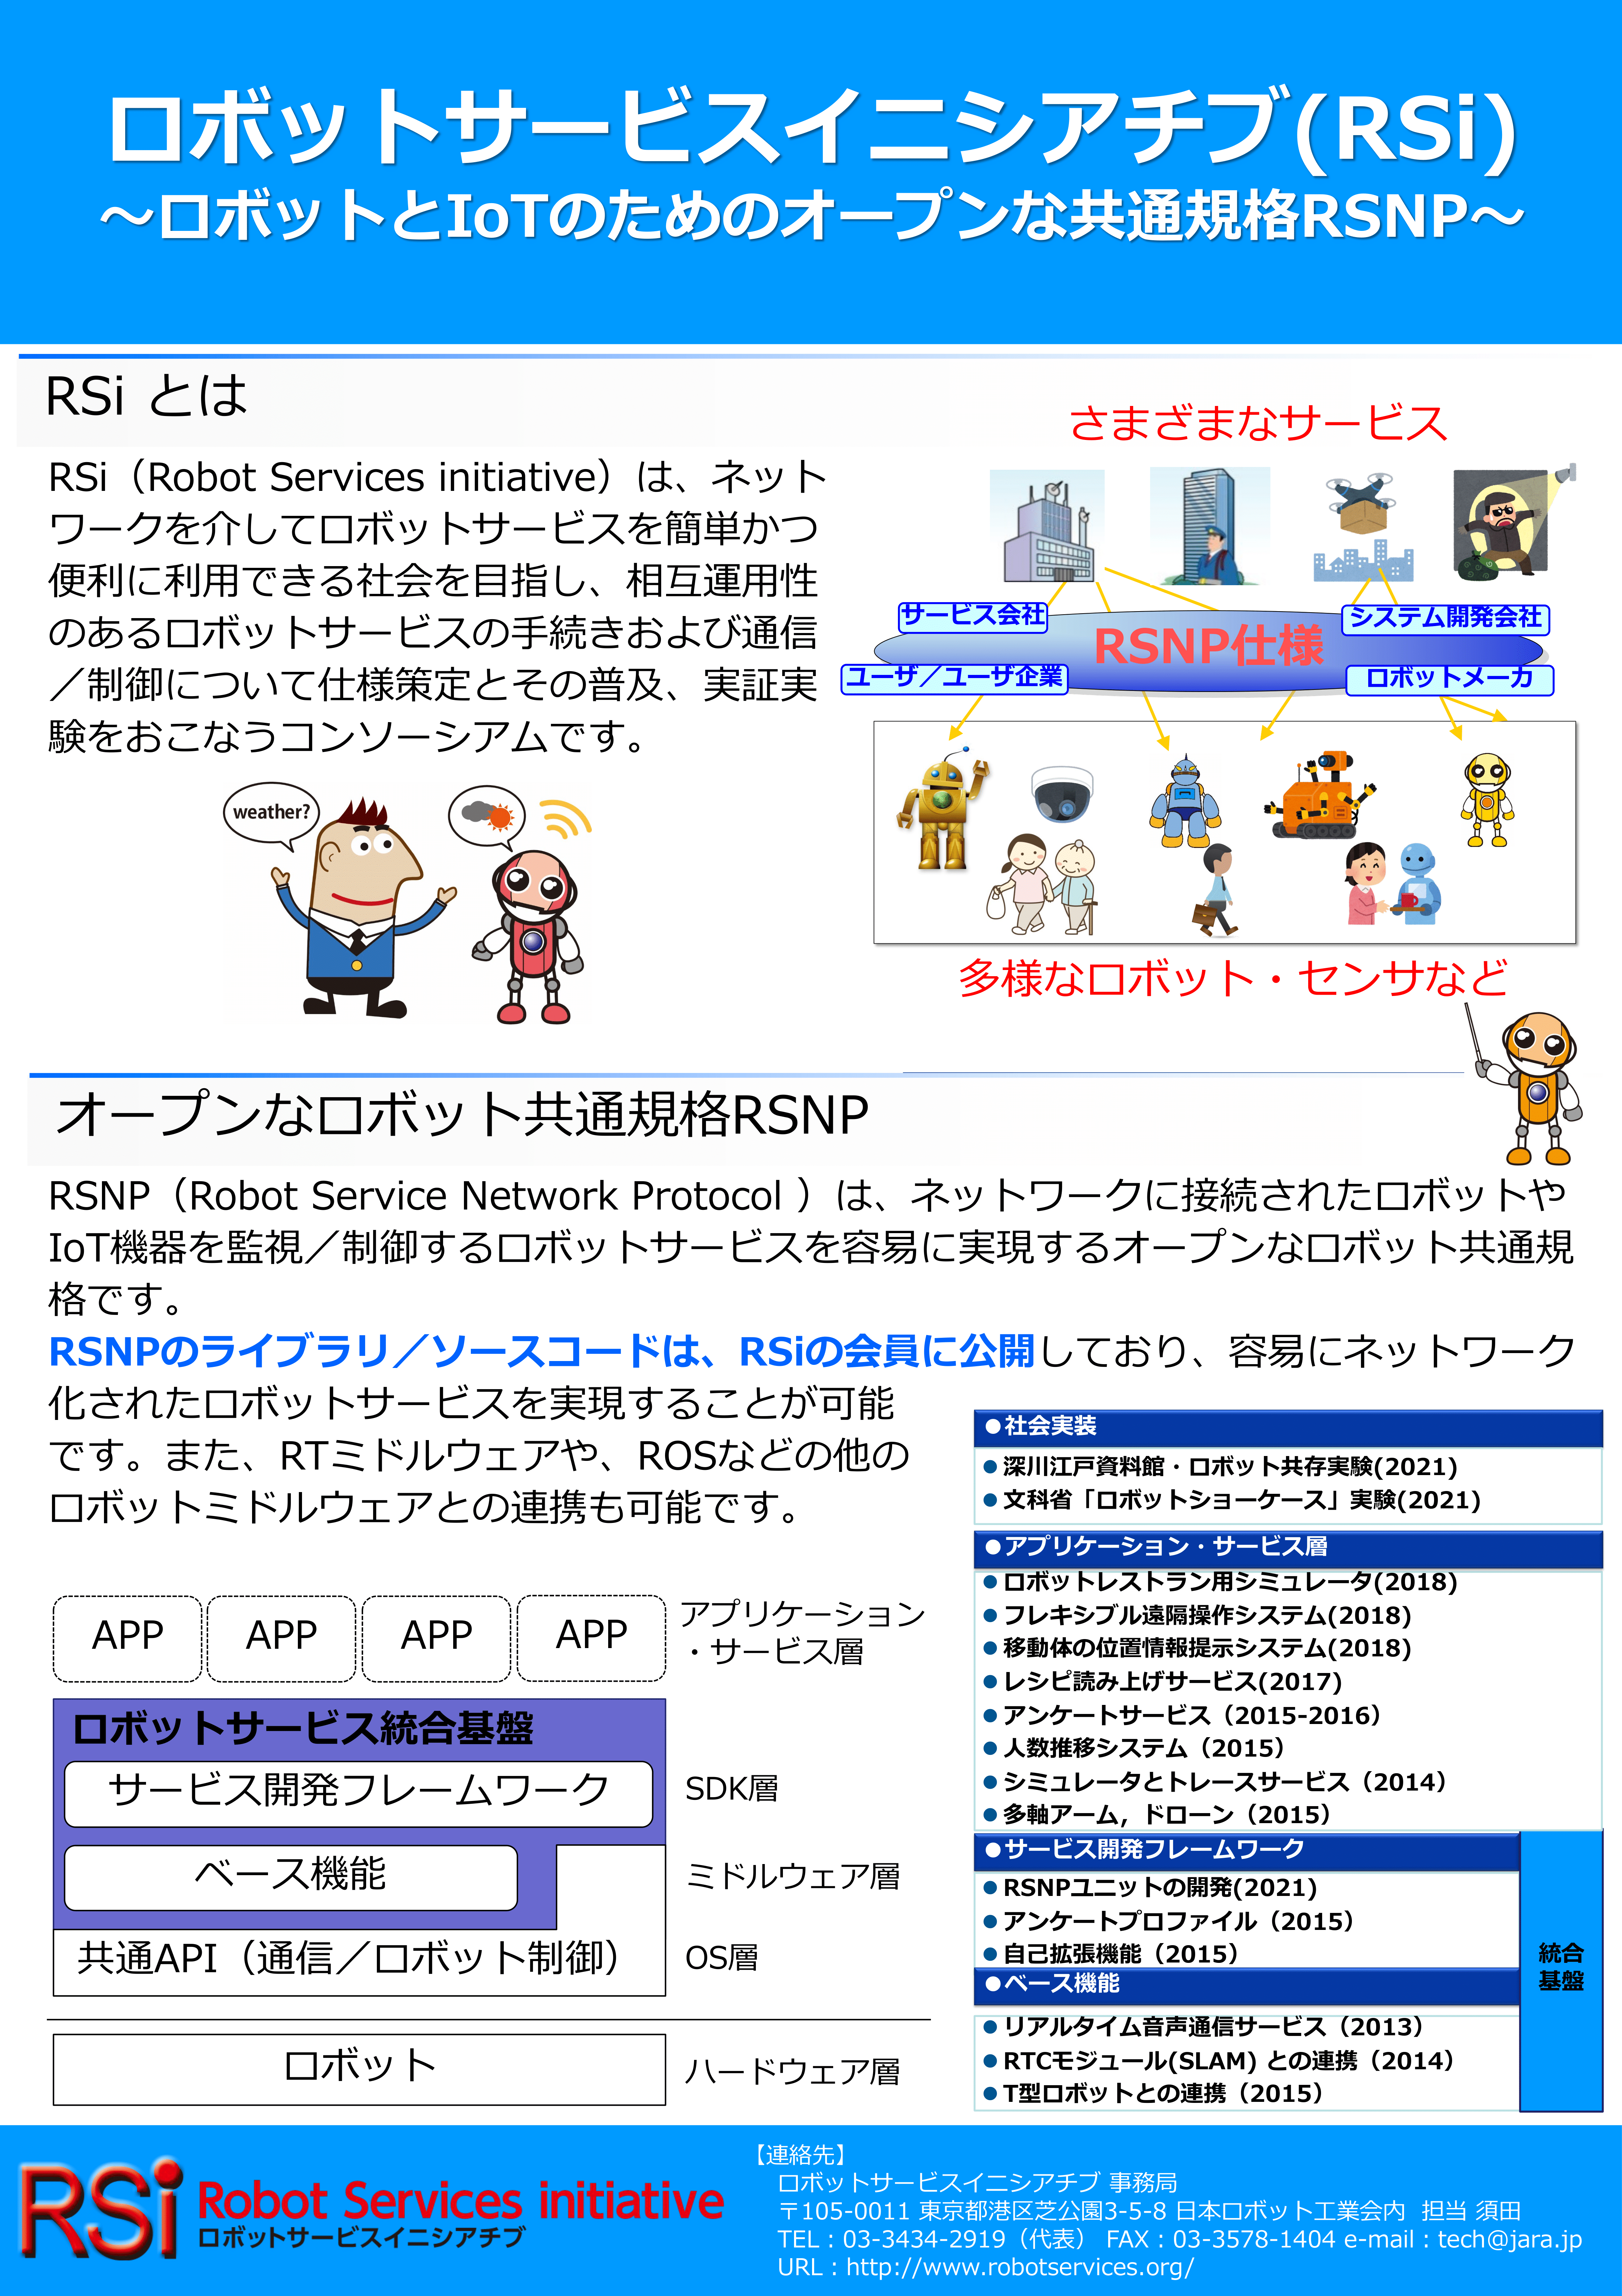 ロボットサービスイニシアチブ(RSi)
～ロボットとIoTのためのオープンな共通規格RSNP～
RSi とは
RSi（Robot Services initiative）は、ネット
ワークを介してロボットサービスを簡単かつ
便利に利用できる社会を目指し、相互運用性
のあるロボットサービスの手続きおよび通信
／制御について仕様策定とその普及、実証実
験をおこなうコンソーシアムです。
weather?
さまざまなサービス
サービス会社
システム開発会社
RSNP仕様
ユーザ／ユーザ企業
ロボットメーカ
多様なロボット・センサなど
オープンなロボット共通規格RSNP
RSNP（Robot Service Network Protocol ）は、ネットワークに接続されたロボットや
IoT機器を監視／制御するロボットサービスを容易に実現するオープンなロボット共通規
格です。
RSNPのライブラリ／ソースコードは、RSiの会員に公開しており、容易にネットワーク
化されたロボットサービスを実現することが可能
です。また、RTミドルウェアや、ROSなどの他の
ロボットミドルウェアとの連携も可能です。
APP APP APP APP
アプリケーション
・サービス層
ロボットサービス統合基盤
サービス開発フレームワーク
SDK層
ベース機能
ミドルウェア層
共通API（通信／ロボット制御）
OS層
ロボット
ハードウェア層
●社会実装
●深川江戸資料館・ロボット共存実験(2021)
●文科省「ロボットショーケース」実験(2021)
●アプリケーション・サービス層
●ロボットレストラン用シミュレータ(2018)
●フレキシブル遠隔操作システム(2018)
●移動体の位置情報提示システム(2018)
●レシピ読み上げサービス(2017)
●アンケートサービス（2015-2016）
●人数推移システム（2015）
●シミュレータとトレースサービス（2014）
●多軸アーム，ドローン（2015）
●サービス開発フレームワーク
●RSNPユニットの開発(2021)
●アンケートプロファイル（2015）
●自己拡張機能（2015）
●ベース機能
●リアルタイム音声通信サービス（2013）
●RTCモジュール(SLAM) との連携（2014）
●T型ロボットとの連携（2015）
統合
基盤
RSi
Robot Services initiative
ロボットサービスイニシアチブ
【連絡先】
ロボットサービスイニシアチブ 事務局
〒105-0011 東京都港区芝公園3-5-8 日本ロボット工業会内 担当 須田
TEL：03-3434-2919（代表） FAX：03-3578-1404 e-mail：tech@jara.jp
URL：http://www.robotservices.org/